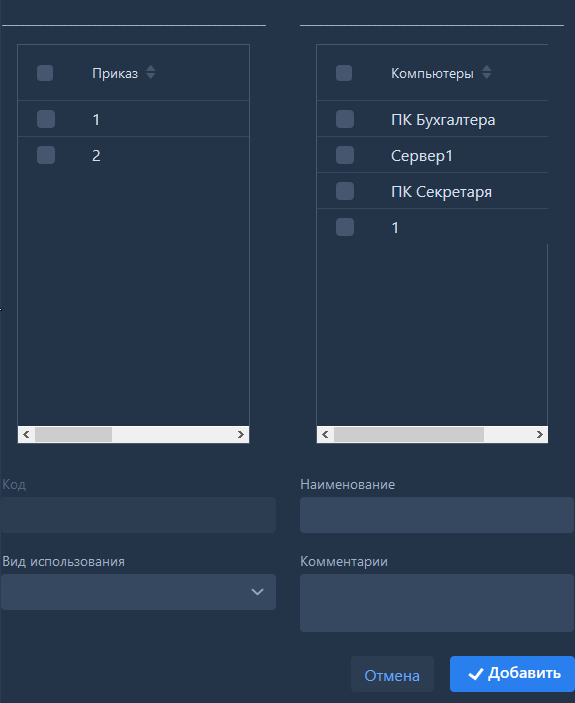 Приказ
1
2
Компьютеры
ПК Бухгалтера
Сервер1
ПК Секретаря
1
Код
Наименование
Вид использования
Комментарии
Отмена
Добавить